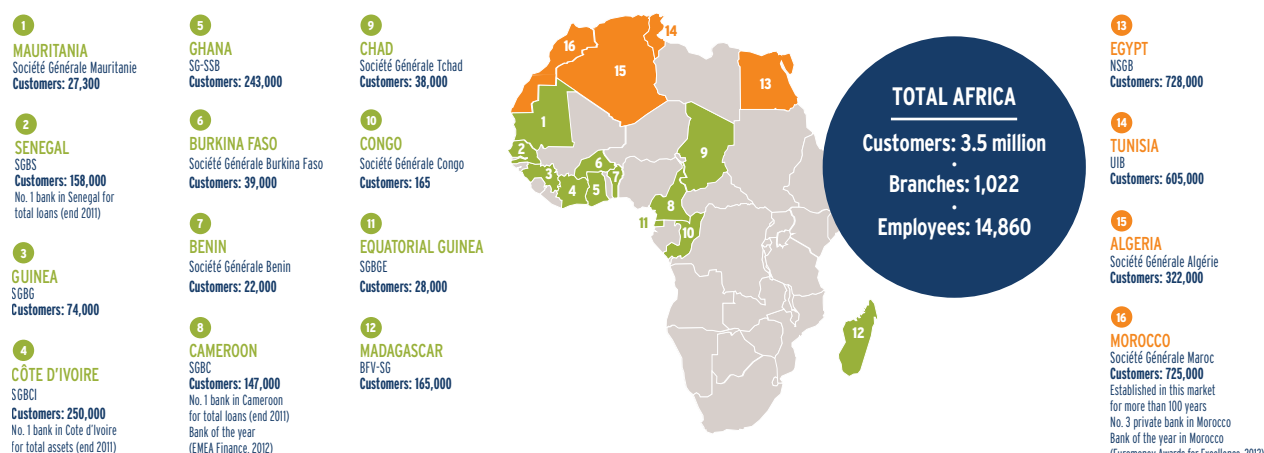 1
MAURITANIA
Société Générale Mauritanie
Customers: 27,300
2
SENEGAL
SGBS
Customers: 158,000
No. 1 bank in Senegal for
total loans (end 2011)
3
GUINEA
SGBG
Customers: 74,000
4
CÔTE D'IVOIRE
SGBCI
Customers: 250,000
No. 1 bank in Cote d'Ivoire
for total assets (end 2011)
5
GHANA
SG-SSB
Customers: 243,000
6
BURKINA FASO
Société Générale Burkina Faso
Customers: 39,000
7
BENIN
Société Générale Benin
Customers: 22,000
8
CAMEROON
SGBC
Customers: 147,000
No. 1 bank in Cameroon
for total loans (end 2011)
Bank of the year
(EMEA Finance, 2012)
9
CHAD
Société Générale Tchad
Customers: 38,000
10
CONGO
Société Générale Congo
Customers: 165
11
EQUATORIAL GUINEA
SGBGE
Customers: 28,000
12
MADAGASCAR
BFV-SG
Customers: 165,000
14
16
15
13
1
2
3
4
5
6
7
9
8
11
10
12
TOTAL AFRICA
Customers: 3.5 million
•
Branches: 1,022
•
Employees: 14,860
13
EGYPT
NSGB
Customers: 728,000
14
TUNISIA
UIB
Customers: 605,000
15
ALGERIA
Société Générale Algérie
Customers: 322,000
16
MOROCCO
Société Générale Maroc
Customers: 725,000
Established in this market
for more than 100 years
No. 3 private bank in Morocco
Bank of the year in Morocco
(Euromoney Awards for Excellence, 2012)